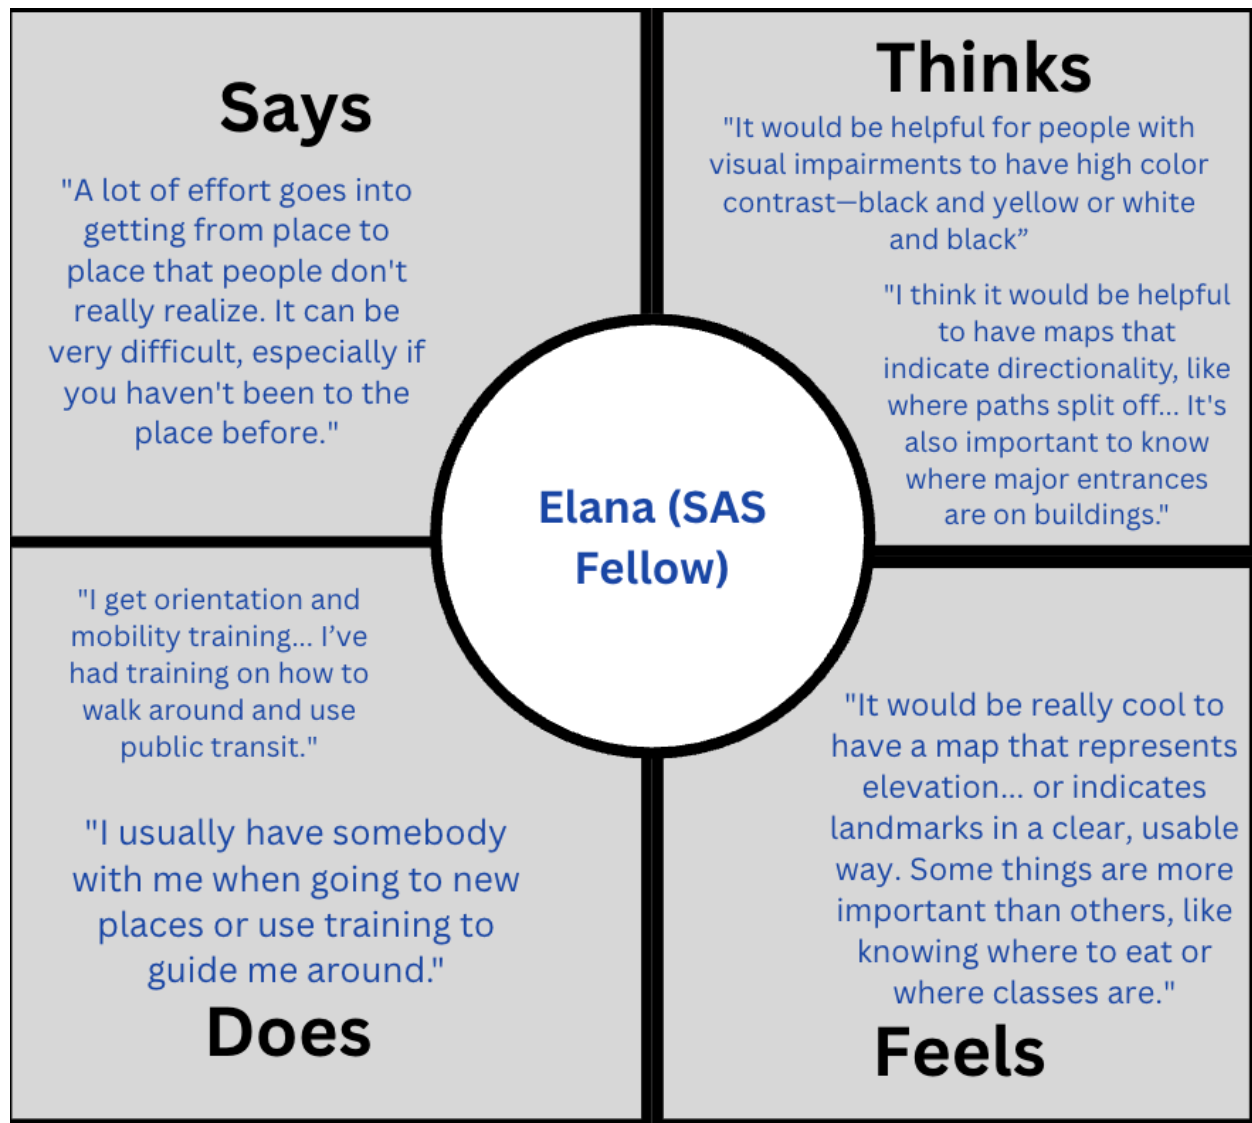 Says
"A lot of effort goes into
getting from place to
place that people don't
really realize. It can be
very difficult, especially if
you haven't been to the
place before."
Thinks
"It would be helpful for people with
visual impairments to have high color
contrast—black and yellow or white
and black”
"I think it would be helpful
to have maps that
indicate directionality, like
where paths split off... It's
also important to know
where major entrances
are on buildings."
Elana (SAS
Fellow)
"I get orientation and
mobility training... I’ve
had training on how to
walk around and use
public transit."
"I usually have somebody
with me when going to new
places or use training to
guide me around."
Does
"It would be really cool to
have a map that represents
elevation... or indicates
landmarks in a clear, usable
way. Some things are more
important than others, like
knowing where to eat or
where classes are."
Feels